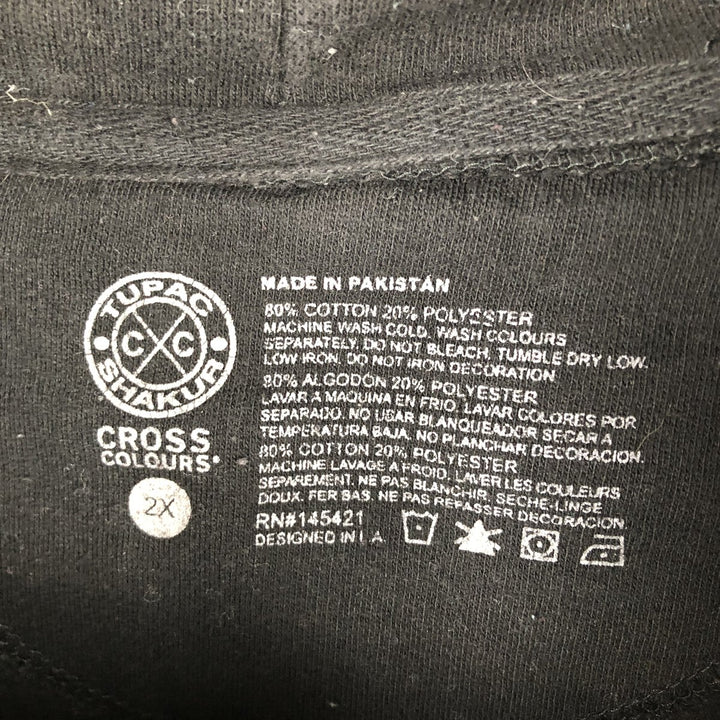 TUPAC
C C
SHAKUR
CROSS
COLOURS®
2X
MADE IN PAKISTÁN
80% COTTON 20% POLYESTER
MACHINE WASH COLD, WASH COLOURS
SEPARATELY. DO NOT BLEACH, TUMBLE DRY LOW.
LOW IRON. DO NOT IRON DECORATION
80% ALGODÓN 20% POLYESTER
LAVAR A MAQUINA EN FRIO. LAVAR COLORES POR
SEPARADO. NO USAR BLANQUEADOR SECAR A
TEMPERATURA BAJA. NO PLANCHAR DECORACION.
80% COTTON 20% POLYESTER
MACHINE LAVAGE A FROID. LAVER LES COULEURS
SEPAREMENT. NE PAS BLANCHIR. SECHE-LINGE
DOUX. FER BAS. NE PAS REPASSER DECORACION.
RN#145421
DESIGNED IN L.A.